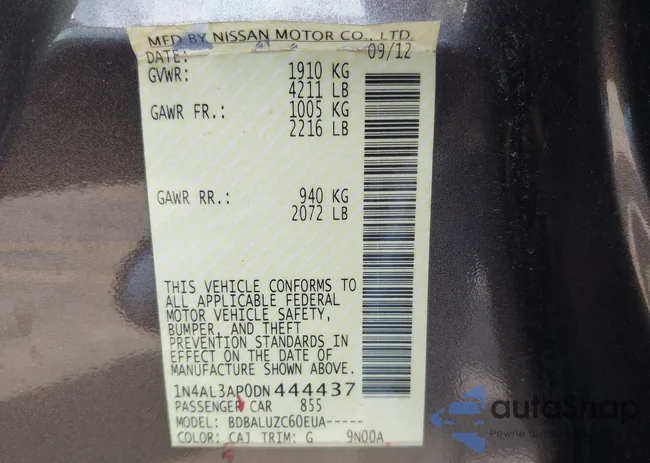 MFD BY NISSAN MOTOR CO., LTD.
DATE: 09/12
GVWR: 1910 KG
4211 LB
GAWR FR.: 1005 KG
2216 LB
GAWR RR.: 940 KG
2072 LB
THIS VEHICLE CONFORMS TO
ALL APPLICABLE FEDERAL
MOTOR VEHICLE SAFETY,
BUMPER, AND THEFT
PREVENTION STANDARDS IN
EFFECT ON THE DATE OF
MANUFACTURE SHOWN ABOVE.
1N4AL3AP0DN444437
PASSENGER CAR 855
MODEL: BDBALUZC60EUA-----
COLOR: CAJ TRIM: G 9N00A
autoSnap
Pewne auto